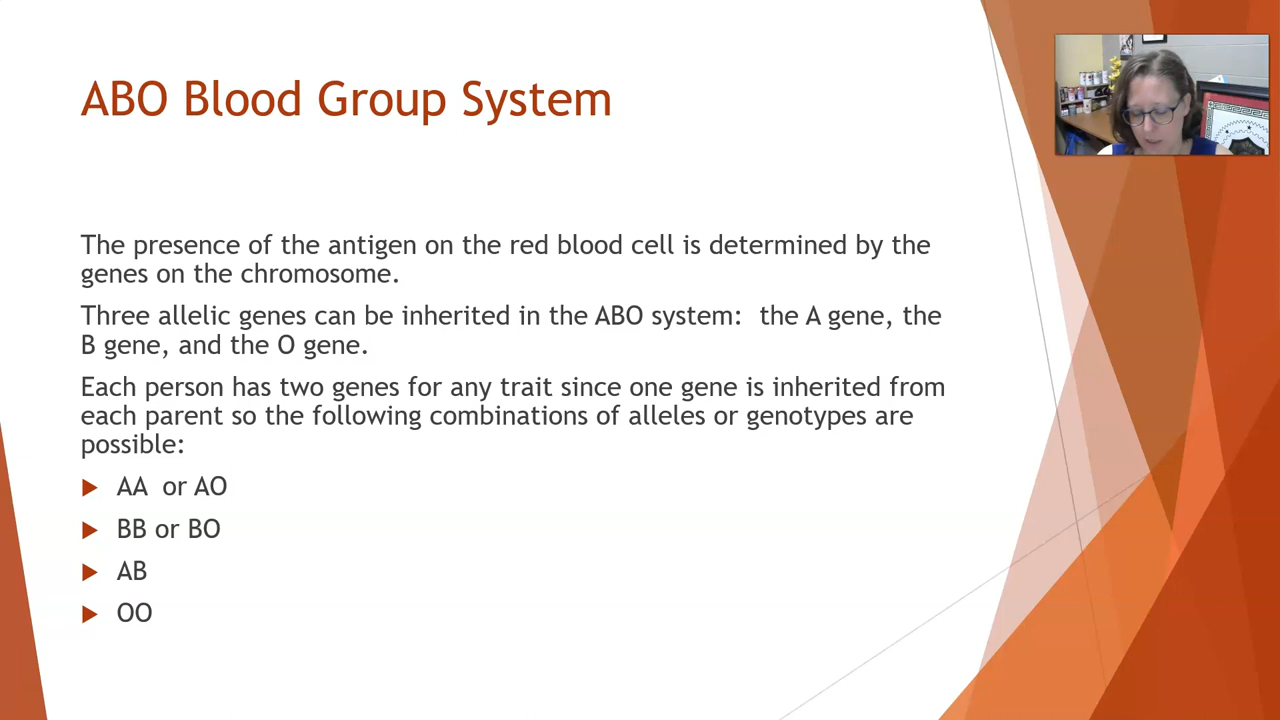 ABO Blood Group System
The presence of the antigen on the red blood cell is determined by the
genes on the chromosome.
Three allelic genes can be inherited in the ABO system:  the A gene, the
B gene, and the O gene.
Each person has two genes for any trait since one gene is inherited from
each parent so the following combinations of alleles or genotypes are
possible:
AA  or AO
BB or BO
AB
OO